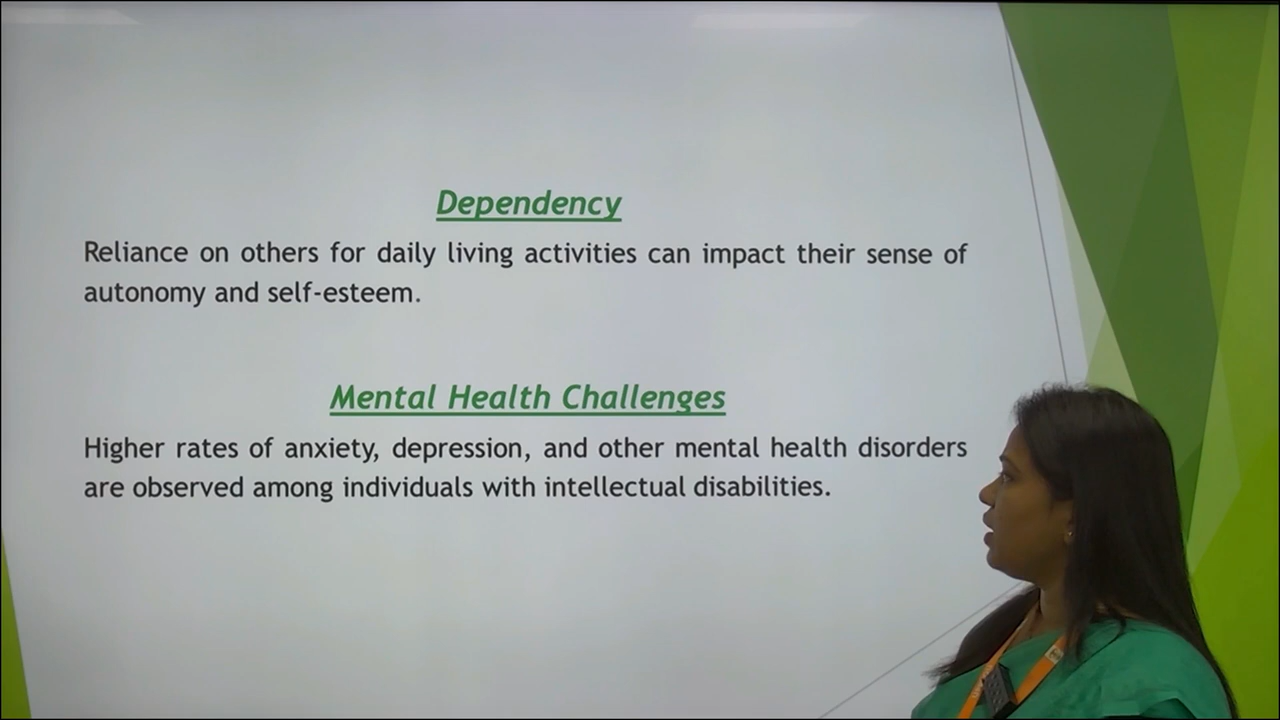 Dependency
Reliance on others for daily living activities can impact their sense of
autonomy and self-esteem.
Mental Health Challenges
Higher rates of anxiety, depression, and other mental health disorders
are observed among individuals with intellectual disabilities.